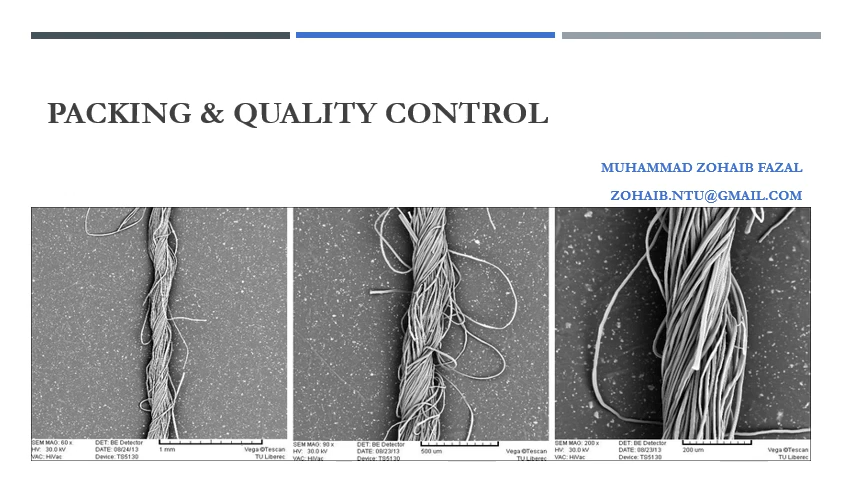 PACKING & QUALITY CONTROL
MUHAMMAD ZOHAIB FAZAL
ZOHAIB.NTU@GMAIL.COM
SEM MAG: 60 x DET: BE Detector
HV: 30.0 kV DATE: 08/24/13 1 mm Vega ©Tescan
VAC: HiVac Device: TS5130 TU Liberec
SEM MAG: 90 x DET: BE Detector
HV: 30.0 kV DATE: 08/23/13 500 um Vega ©Tescan
VAC: HiVac Device: TS5130 TU Liberec
SEM MAG: 200 x DET: BE Detector
HV: 30.0 kV DATE: 08/23/13 200 um Vega ©Tescan
VAC: HiVac Device: TS5130 TU Liberec